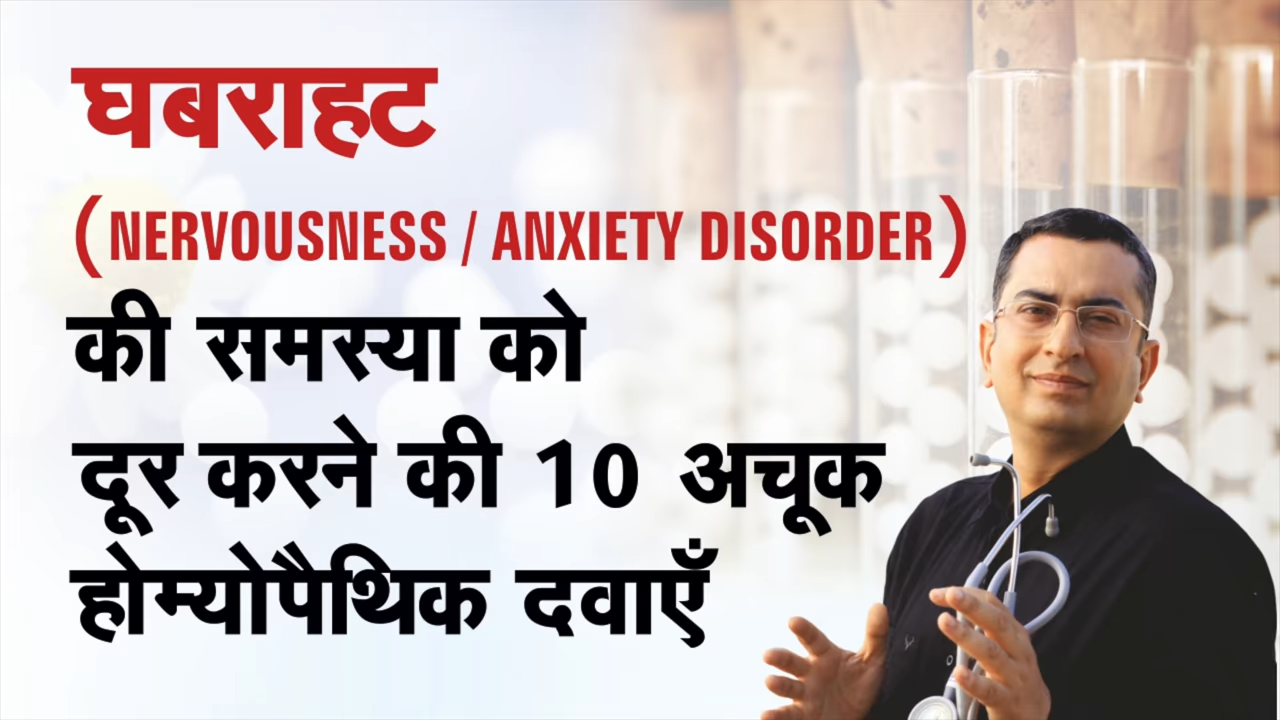 घबराहट
( NERVOUSNESS / ANXIETY DISORDER )
की समस्या को
दूर करने की 10 अचूक
होम्योपैथिक दवाएँ